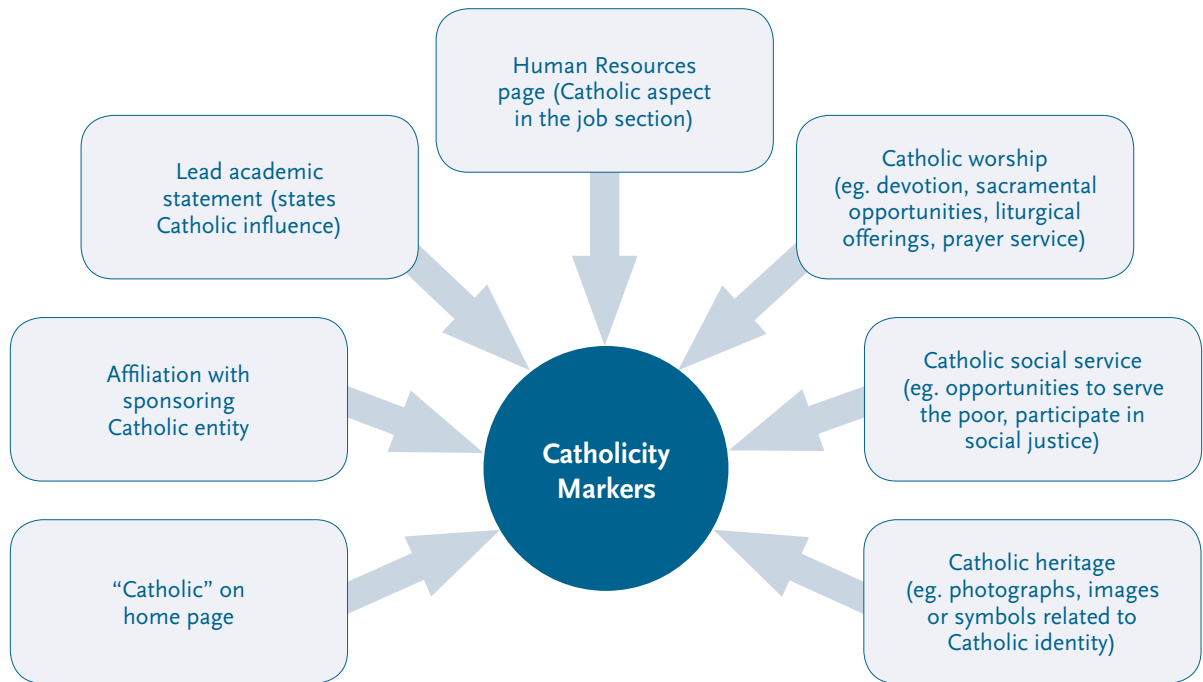 Human Resources
page (Catholic aspect
in the job section)
Lead academic
statement (states
Catholic influence)
Catholic worship
(eg. devotion, sacramental
opportunities, liturgical
offerings, prayer service)
Affiliation with
sponsoring
Catholic entity
Catholic social service
(eg. opportunities to serve
the poor, participate in
social justice)
Catholicity
Markers
“Catholic” on
home page
Catholic heritage
(eg. photographs, images
or symbols related to
Catholic identity)